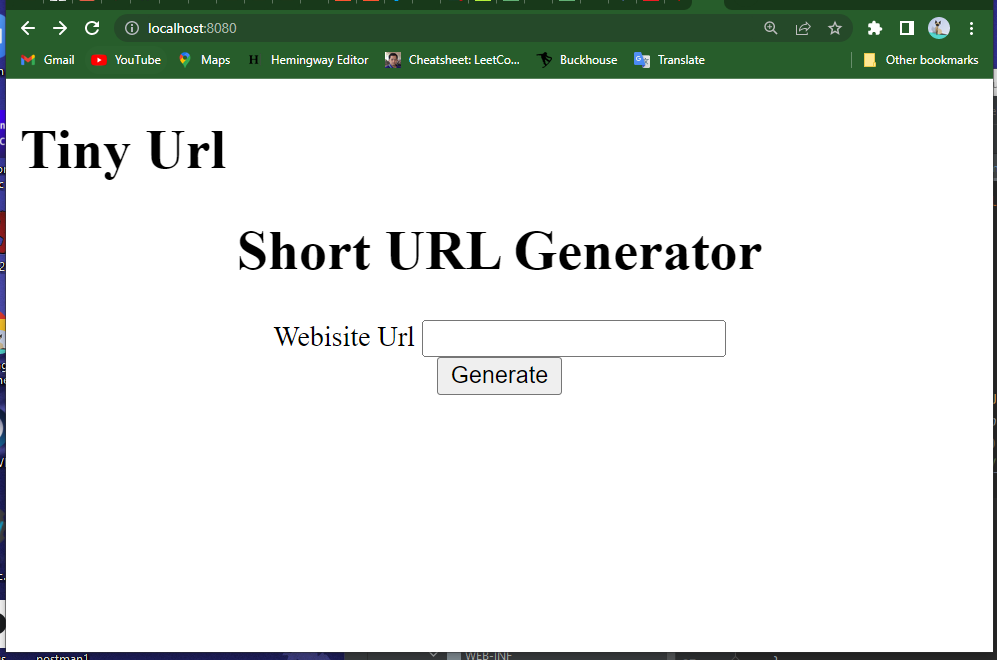 localhost:8080
Gmail YouTube Maps H Hemingway Editor Cheatsheet: LeetCo... Buckhouse Translate Other bookmarks
Tiny Url
Short URL Generator
Webisite Url
Generate
postman1 WEB-INF